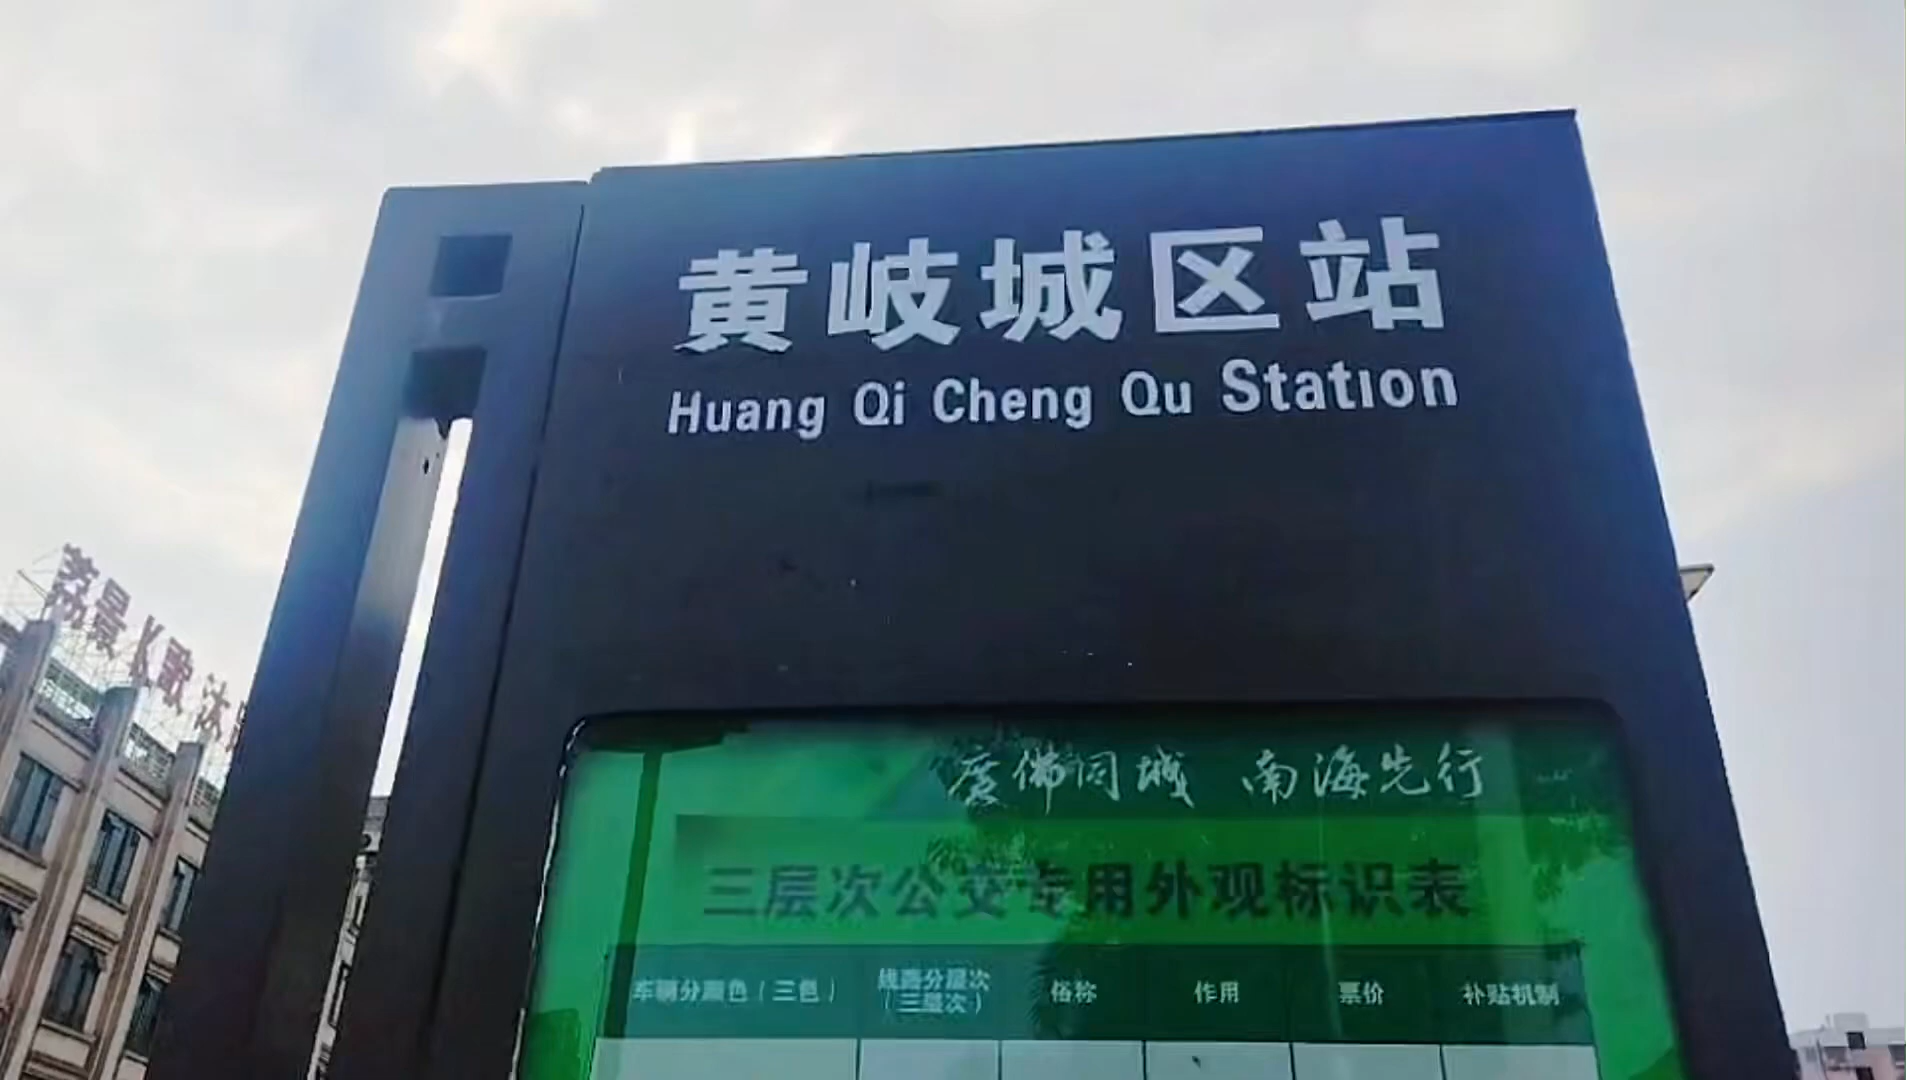 黄岐城区站
Huang Qi Cheng Qu Station
广佛同城 南海先行
三层次公交专用外观标识表
车辆分颜色（三色）
线路分层次
（三层次）
俗称
作用
票价
补贴机制